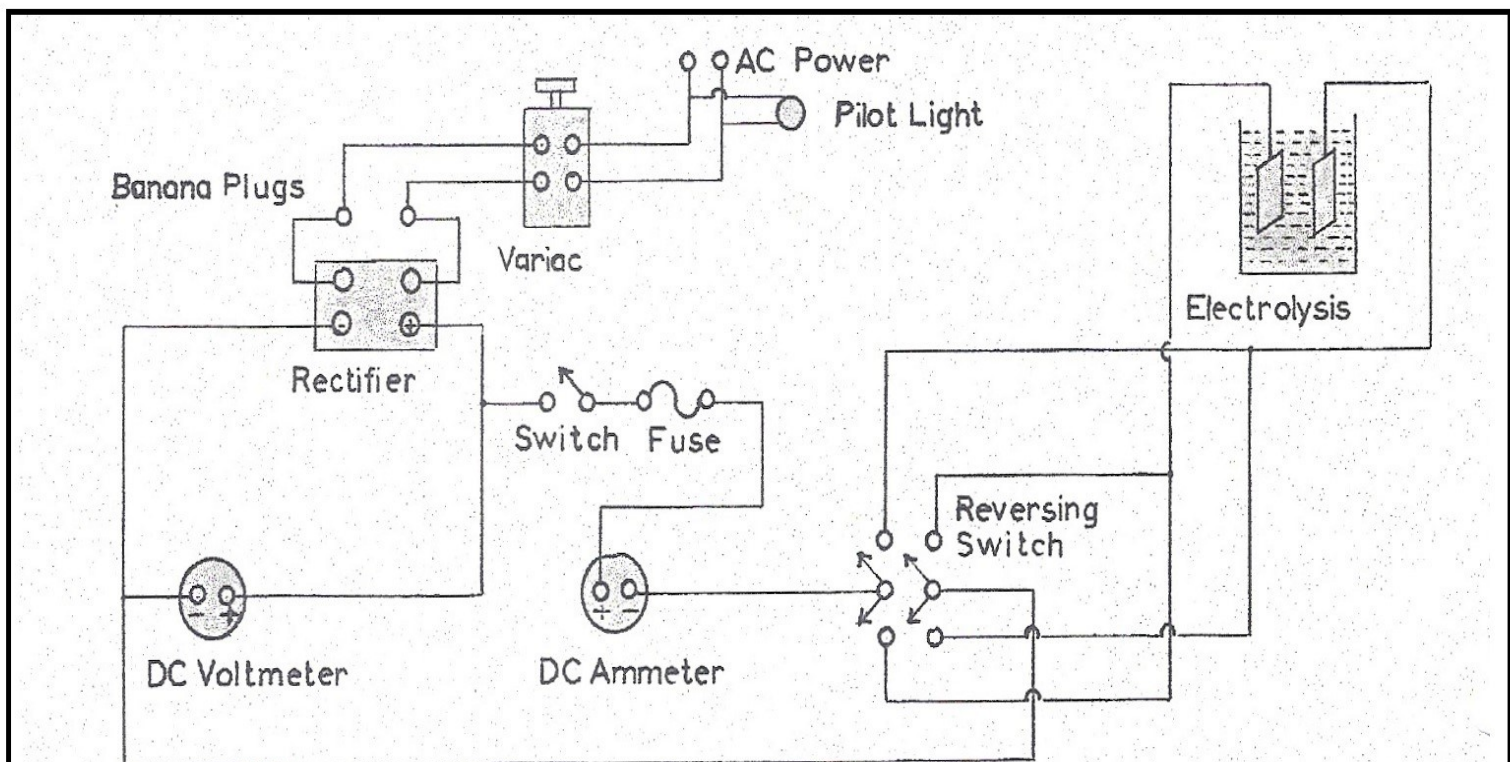 AC Power
Pilot Light
Banana Plugs
Variac
Electrolysis
- +
Rectifier
Switch Fuse
Reversing
Switch
- +
+ -
DC Voltmeter
DC Ammeter